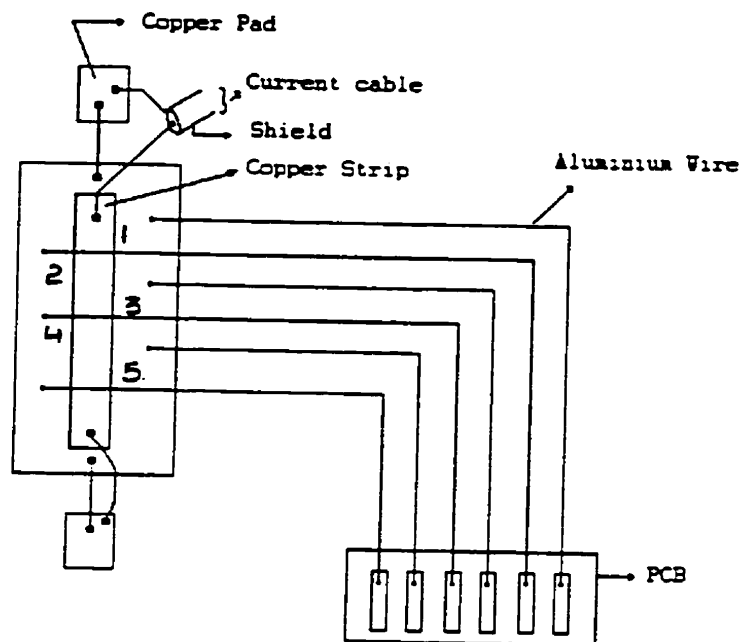 Copper Pad
Current cable
Shield
Copper Strip
Aluminium Wire
1
2
3
4
5
PCB